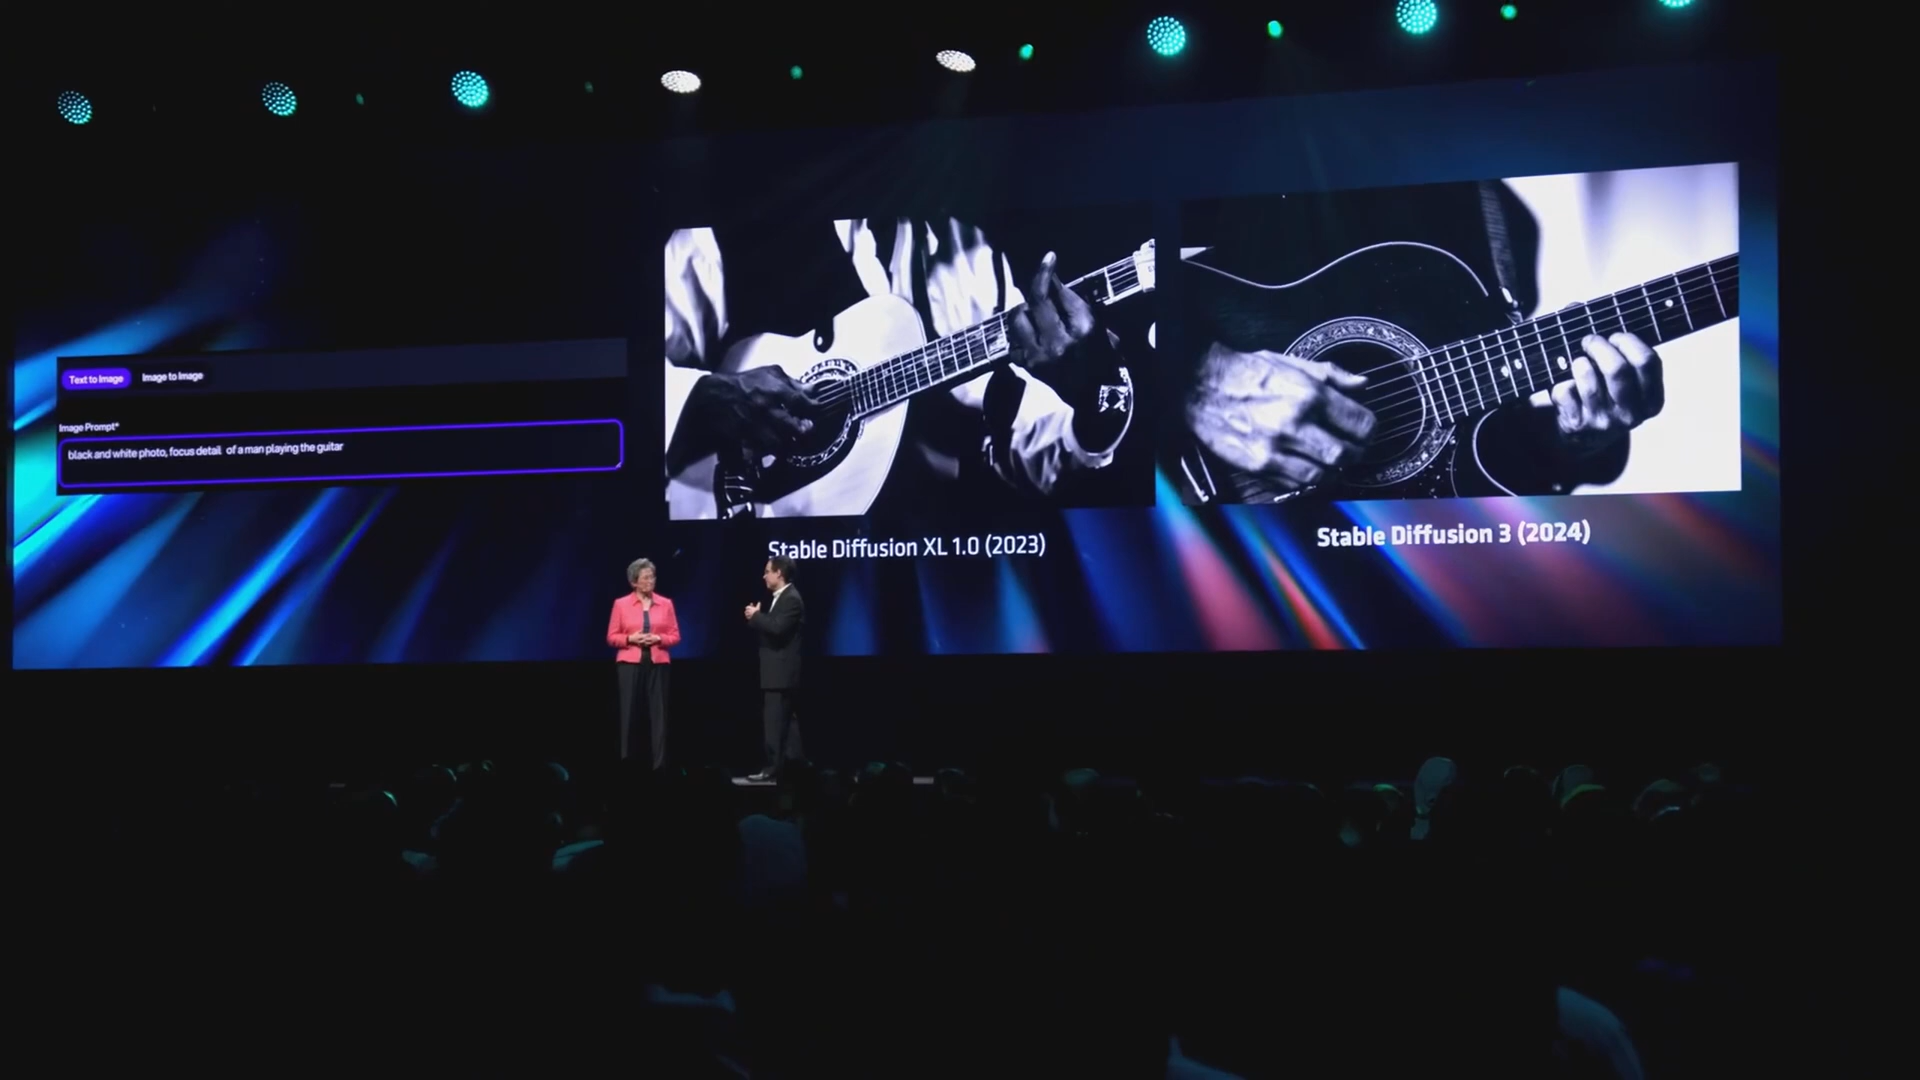 Text to Image Image to Image
Image Prompt*
black and white photo, focus detail of a man playing the guitar
Stable Diffusion XL 1.0 (2023)
Stable Diffusion 3 (2024)